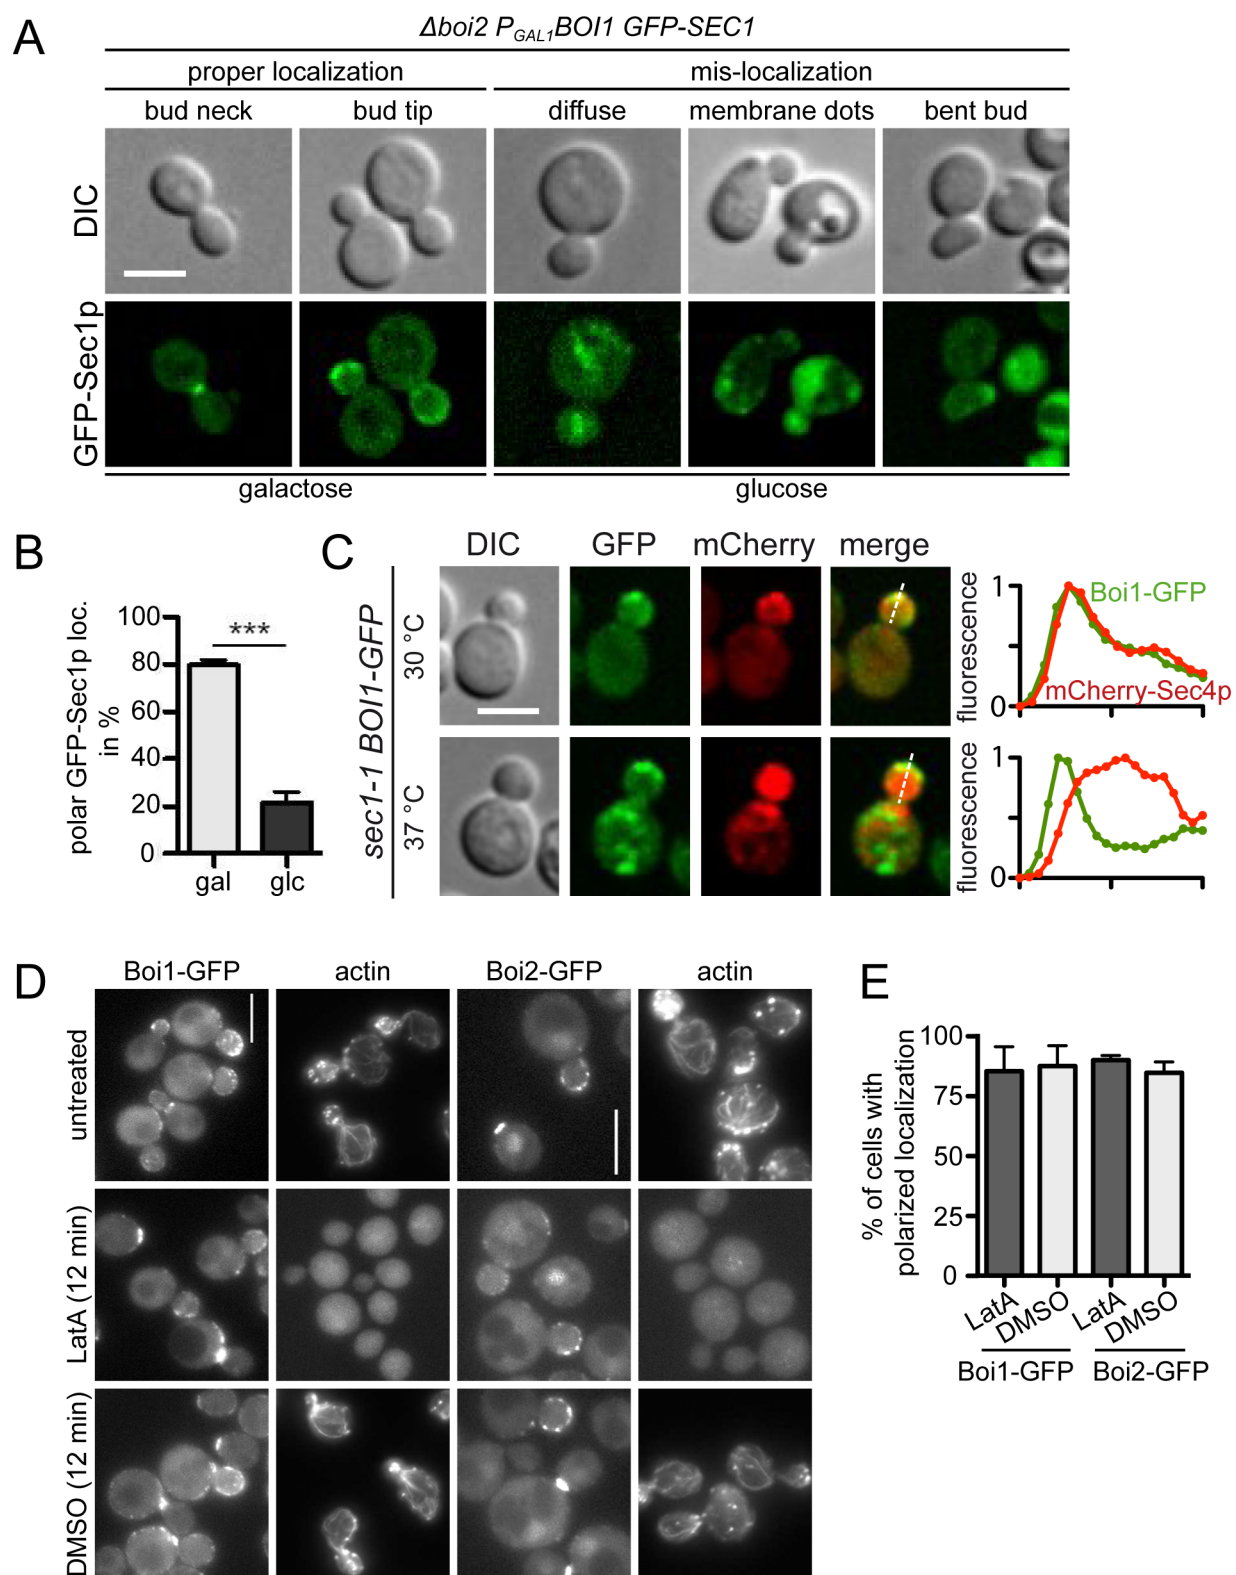 A
Δboi2 PGAL1BOI1 GFP-SEC1
proper localization
mis-localization
bud neck
bud tip
diffuse
membrane dots
bent bud
DIC
GFP-Sec1p
galactose
glucose
B
polar GFP-Sec1p loc.
in %
100
80
60
40
20
0
***
gal
glc
C
DIC
GFP
mCherry
merge
sec1-1 BOI1-GFP
30 °C
37 °C
fluorescence
1
0
Boi1-GFP
mCherry-Sec4p
fluorescence
1
0
D
Boi1-GFP
actin
Boi2-GFP
actin
untreated
LatA (12 min)
DMSO (12 min)
E
% of cells with
polarized localization
100
75
50
25
0
LatA
DMSO
LatA
DMSO
Boi1-GFP
Boi2-GFP